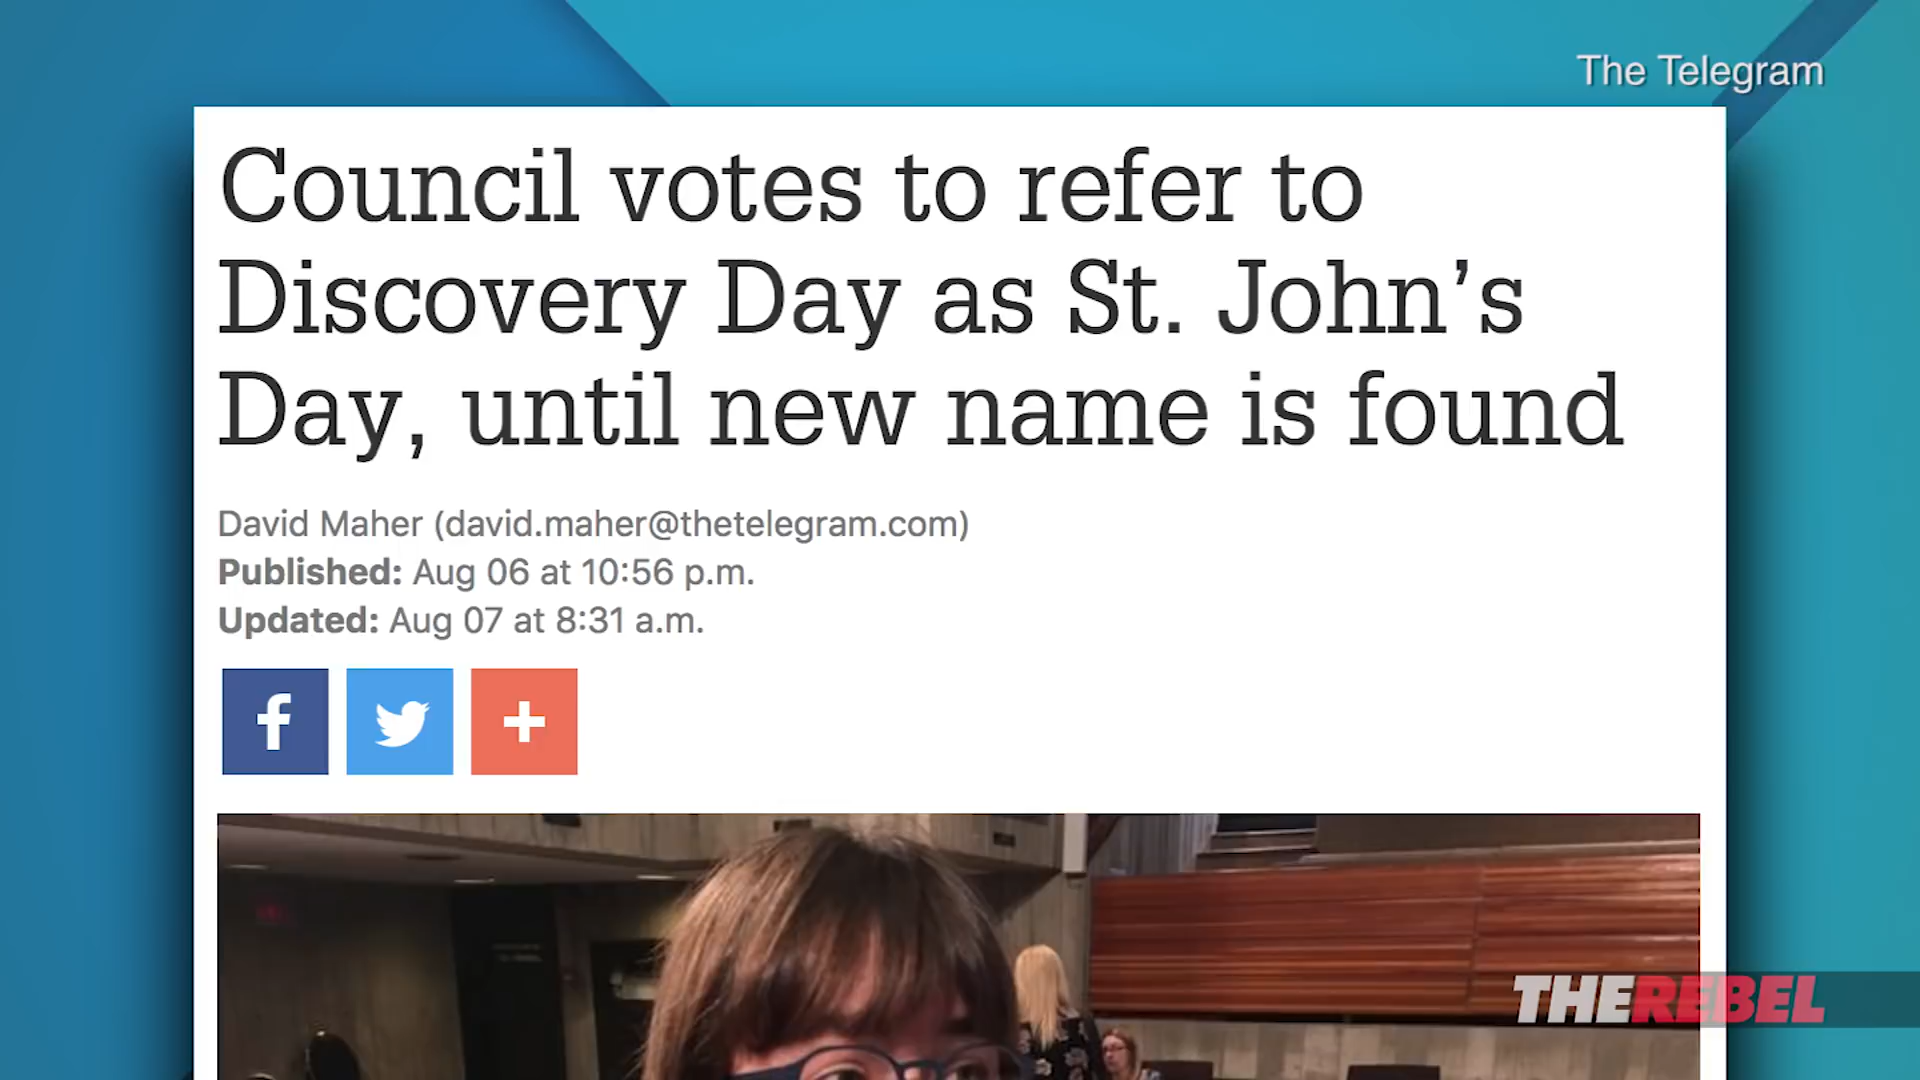 The Telegram
Council votes to refer to
Discovery Day as St. John’s
Day, until new name is found
David Maher (david.maher@thetelegram.com)
Published: Aug 06 at 10:56 p.m.
Updated: Aug 07 at 8:31 a.m.
THEREBEL